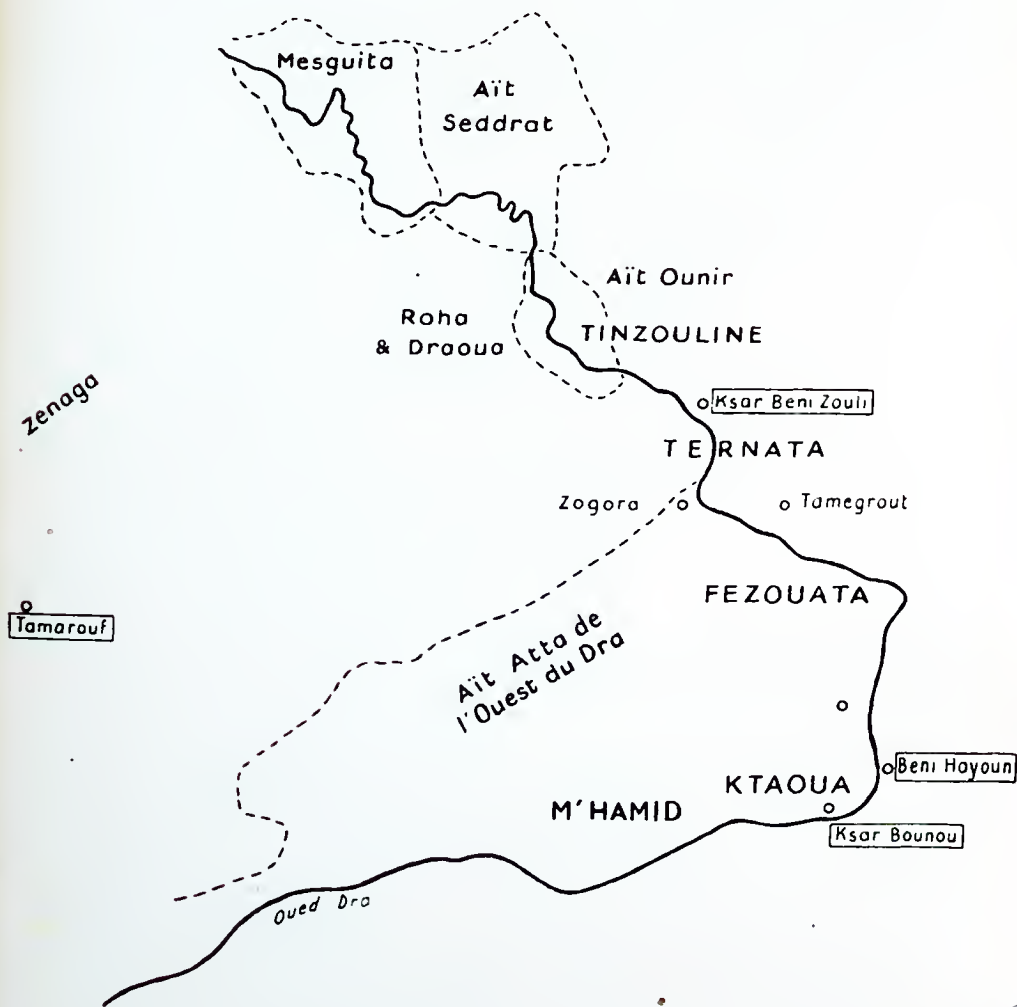 Mesguita
Aït
Seddrat
Aït Ounir
Roha
& Draoua
TINZOULINE
Zenaga
Ksar Beni Zouli
TERNATA
Zogora
Tamegrout
FEZOUATA
Tamarouf
Aït Atta de
l'Ouest du Dra
Beni Hayoun
KTAOUA
M'HAMID
Ksar Bounou
Oued Dra